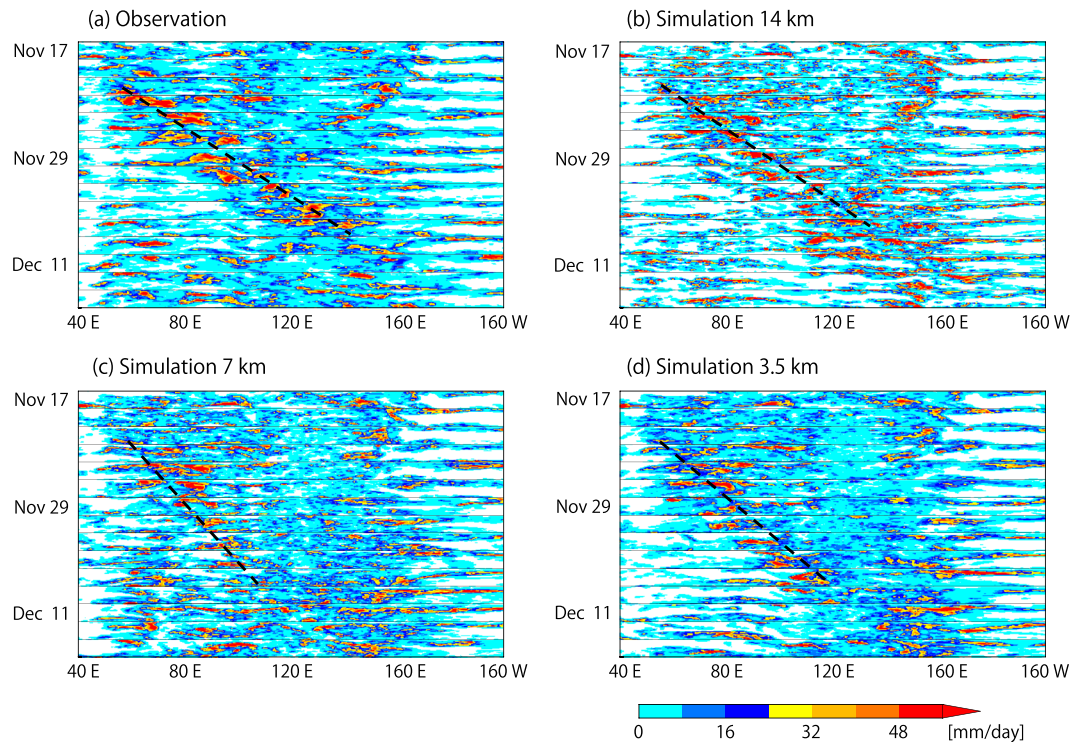 (a) Observation
(b) Simulation 14 km
Nov 17
Nov 29
Dec 11
40 E 80 E 120 E 160 E 160 W
Nov 17
Nov 29
Dec 11
40 E 80 E 120 E 160 E 160 W
(c) Simulation 7 km
(d) Simulation 3.5 km
Nov 17
Nov 29
Dec 11
40 E 80 E 120 E 160 E 160 W
Nov 17
Nov 29
Dec 11
40 E 80 E 120 E 160 E 160 W
0 16 32 48 [mm/day]